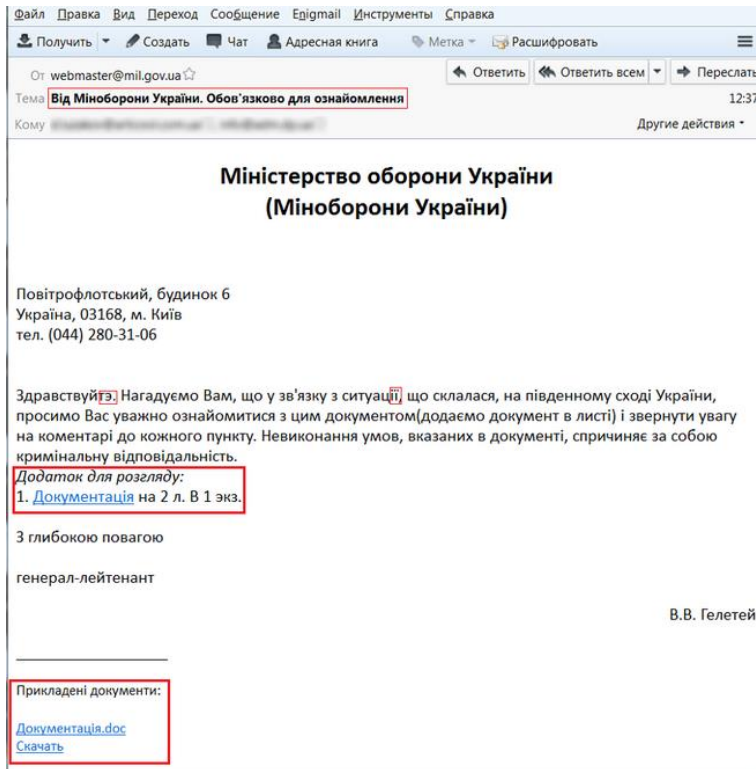 Файл Правка Вид Переход Сообщение Enigmail Инструменты Справка
Получить Создать Чат Адресная книга Метка Расшифровать
От webmaster@mil.gov.ua Ответить Ответить всем Переслать
Тема Від Міноборони України. Обов'язково для ознайомлення 12:37
Кому Другие действия
Міністерство оборони України
(Міноборони України)
Повітрофлотський, будинок 6
Україна, 03168, м. Київ
тел. (044) 280-31-06
Здравствуйтэ. Нагадуємо Вам, що у зв'язку з ситуації, що склалася, на південному сході України,
просимо Вас уважно ознайомитися з цим документом(додаємо документ в листі) і звернути увагу
на коментарі до кожного пункту. Невиконання умов, вказаних в документі, спричиняє за собою
кримінальну відповідальність.
Додаток для розгляду:
1. Документація на 2 л. В 1 экз.
З глибокою повагою
генерал-лейтенант
В.В. Гелетей
Прикладені документи:
Документація.doc
Скачать